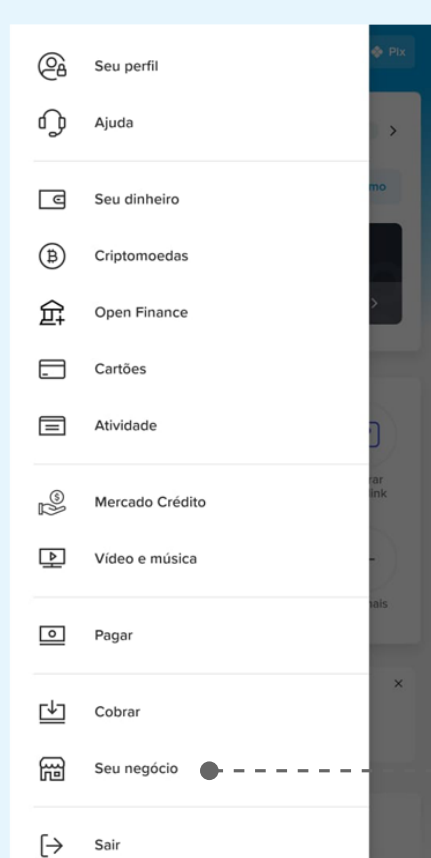 Pix
Seu perfil
Ajuda
Seu dinheiro
Criptomoedas
Open Finance
Cartões
Atividade
Mercado Crédito
Vídeo e música
Pagar
Cobrar
Seu negócio
Sair